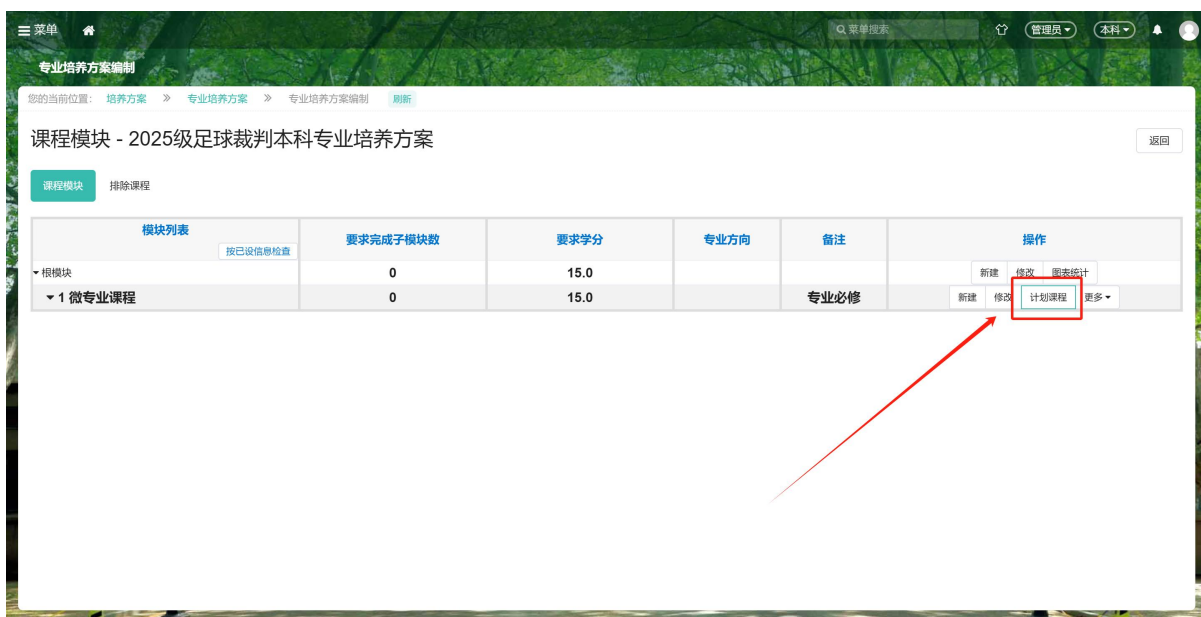 菜单 菜单搜索 管理员 本科
专业培养方案编制
您的当前位置： 培养方案 » 专业培养方案 » 专业培养方案编制 刷新
课程模块 - 2025级足球裁判本科专业培养方案 返回
课程模块 排除课程
模块列表 按已设信息检查 要求完成子模块数 要求学分 专业方向 备注 操作
根模块 0 15.0 新建 修改 图表统计
1 微专业课程 0 15.0 专业必修 新建 修改 计划课程 更多